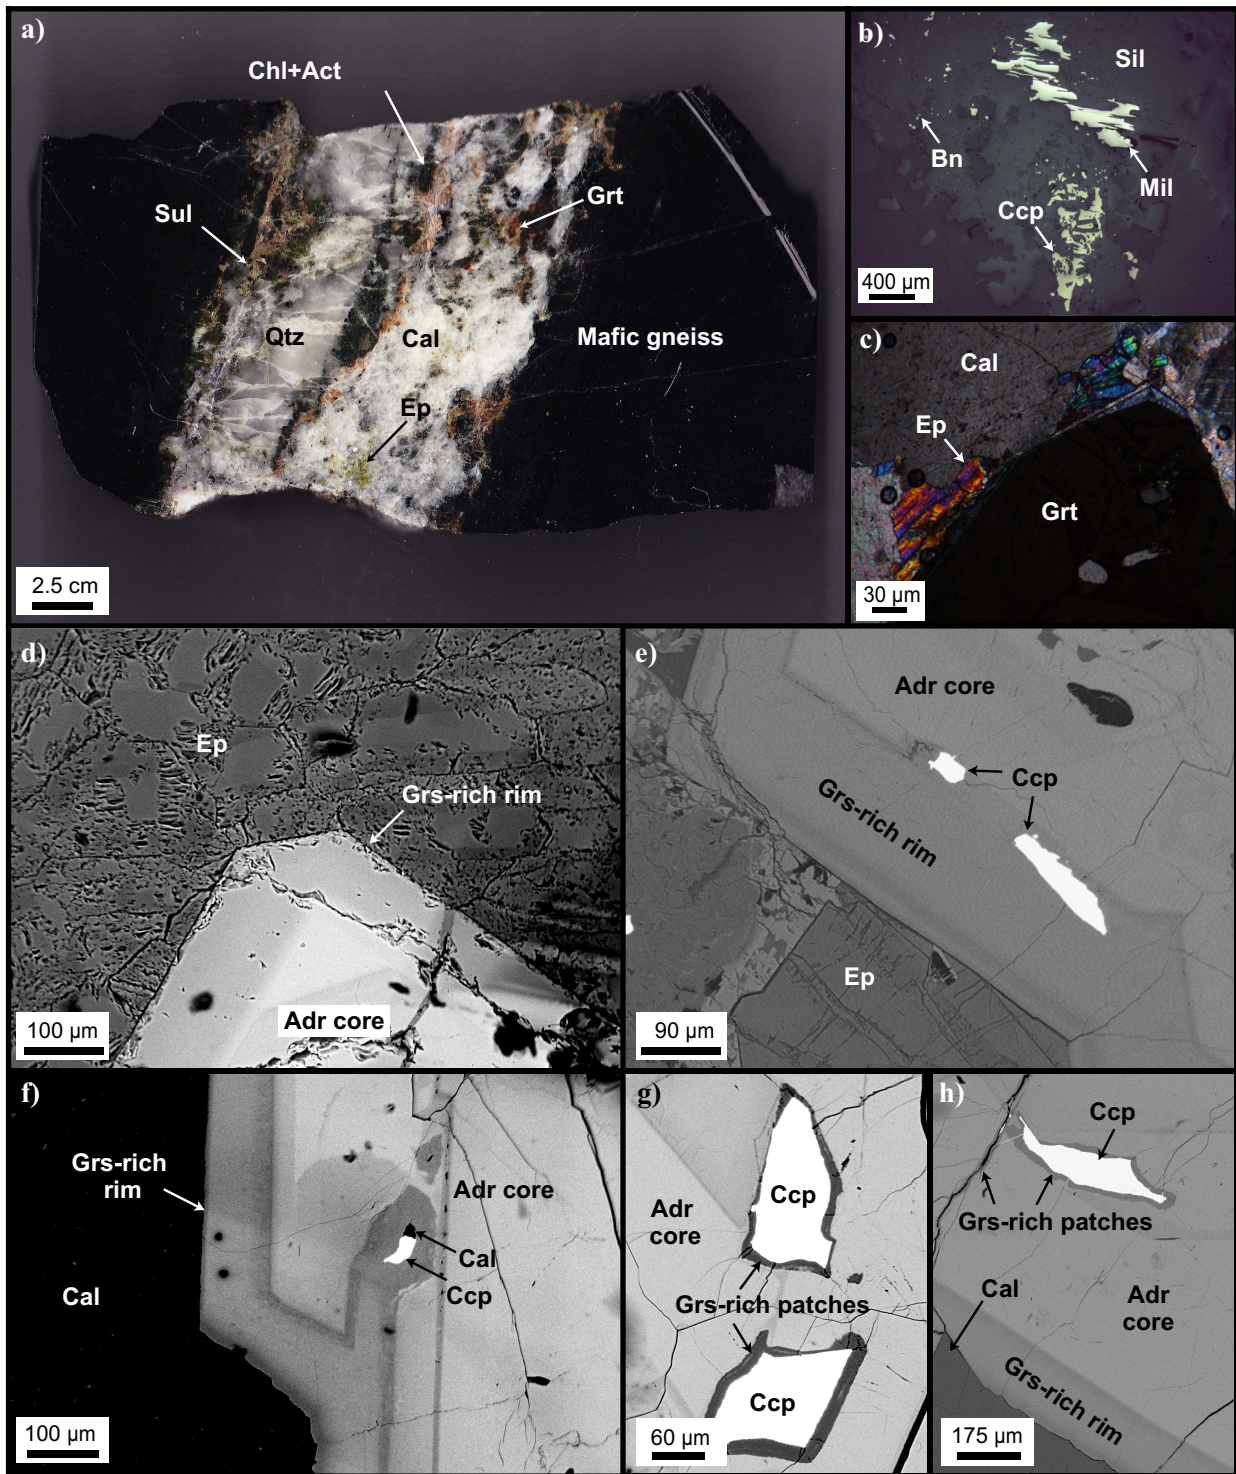 a)
Chl+Act
Grt
Sul
Qtz
Cal
Mafic gneiss
Ep
2.5 cm
b)
Sil
Bn
Mil
Ccp
400 µm
c)
Cal
Ep
Grt
30 µm
d)
Ep
Grs-rich rim
Adr core
100 µm
e)
Adr core
Ccp
Grs-rich rim
Ep
90 µm
f)
Grs-rich
rim
Adr core
Cal
Ccp
Cal
100 µm
g)
Ccp
Adr
core
Grs-rich patches
Ccp
60 µm
h)
Ccp
Grs-rich patches
Cal
Adr
core
Grs-rich rim
175 µm